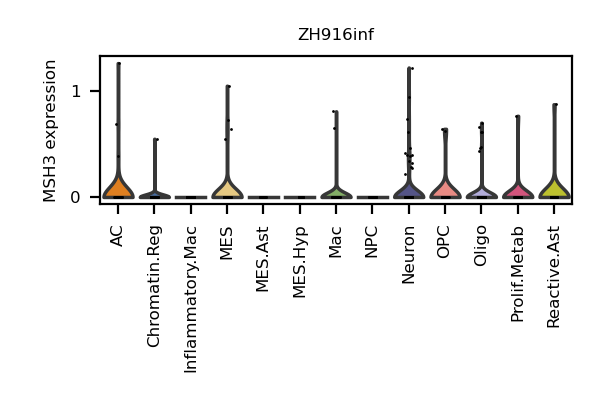 ZH916inf
MSH3 expression
1
0
AC
Chromatin.Reg
Inflammatory.Mac
MES
MES.Ast
MES.Hyp
Mac
NPC
Neuron
OPC
Oligo
Prolif.Metab
Reactive.Ast